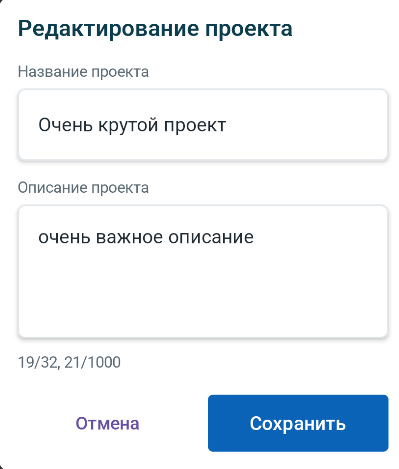 Редактирование проекта
Название проекта
Очень крутой проект
Описание проекта
очень важное описание
19/32, 21/1000
Отмена
Сохранить